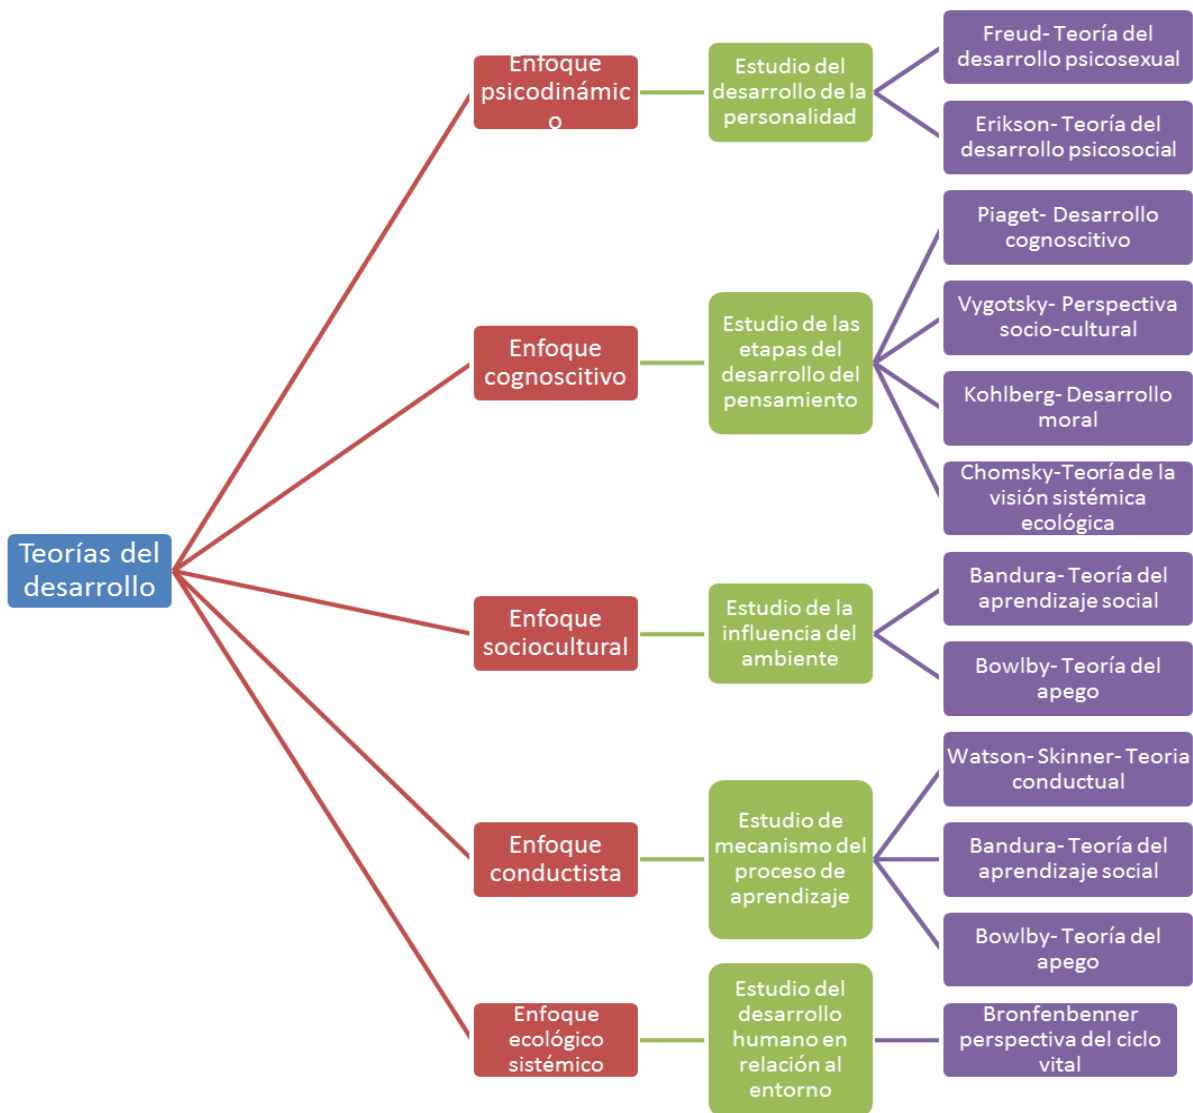 Teorías del
desarrollo
Enfoque
psicodinámic
o
Estudio del
desarrollo de la
personalidad
Freud- Teoría del
desarrollo psicosexual
Erikson- Teoría del
desarrollo psicosocial
Enfoque
cognoscitivo
Estudio de las
etapas del
desarrollo del
pensamiento
Piaget- Desarrollo
cognoscitivo
Vygotsky- Perspectiva
socio-cultural
Kohlberg- Desarrollo
moral
Chomsky-Teoría de la
visión sistémica
ecológica
Enfoque
sociocultural
Estudio de la
influencia del
ambiente
Bandura- Teoría del
aprendizaje social
Bowlby- Teoría del
apego
Enfoque
conductista
Estudio de
mecanismo del
proceso de
aprendizaje
Watson- Skinner- Teoria
conductual
Bandura- Teoría del
aprendizaje social
Bowlby- Teoría del
apego
Enfoque
ecológico
sistémico
Estudio del
desarrollo
humano en
relación al
entorno
Bronfenbenner
perspectiva del ciclo
vital